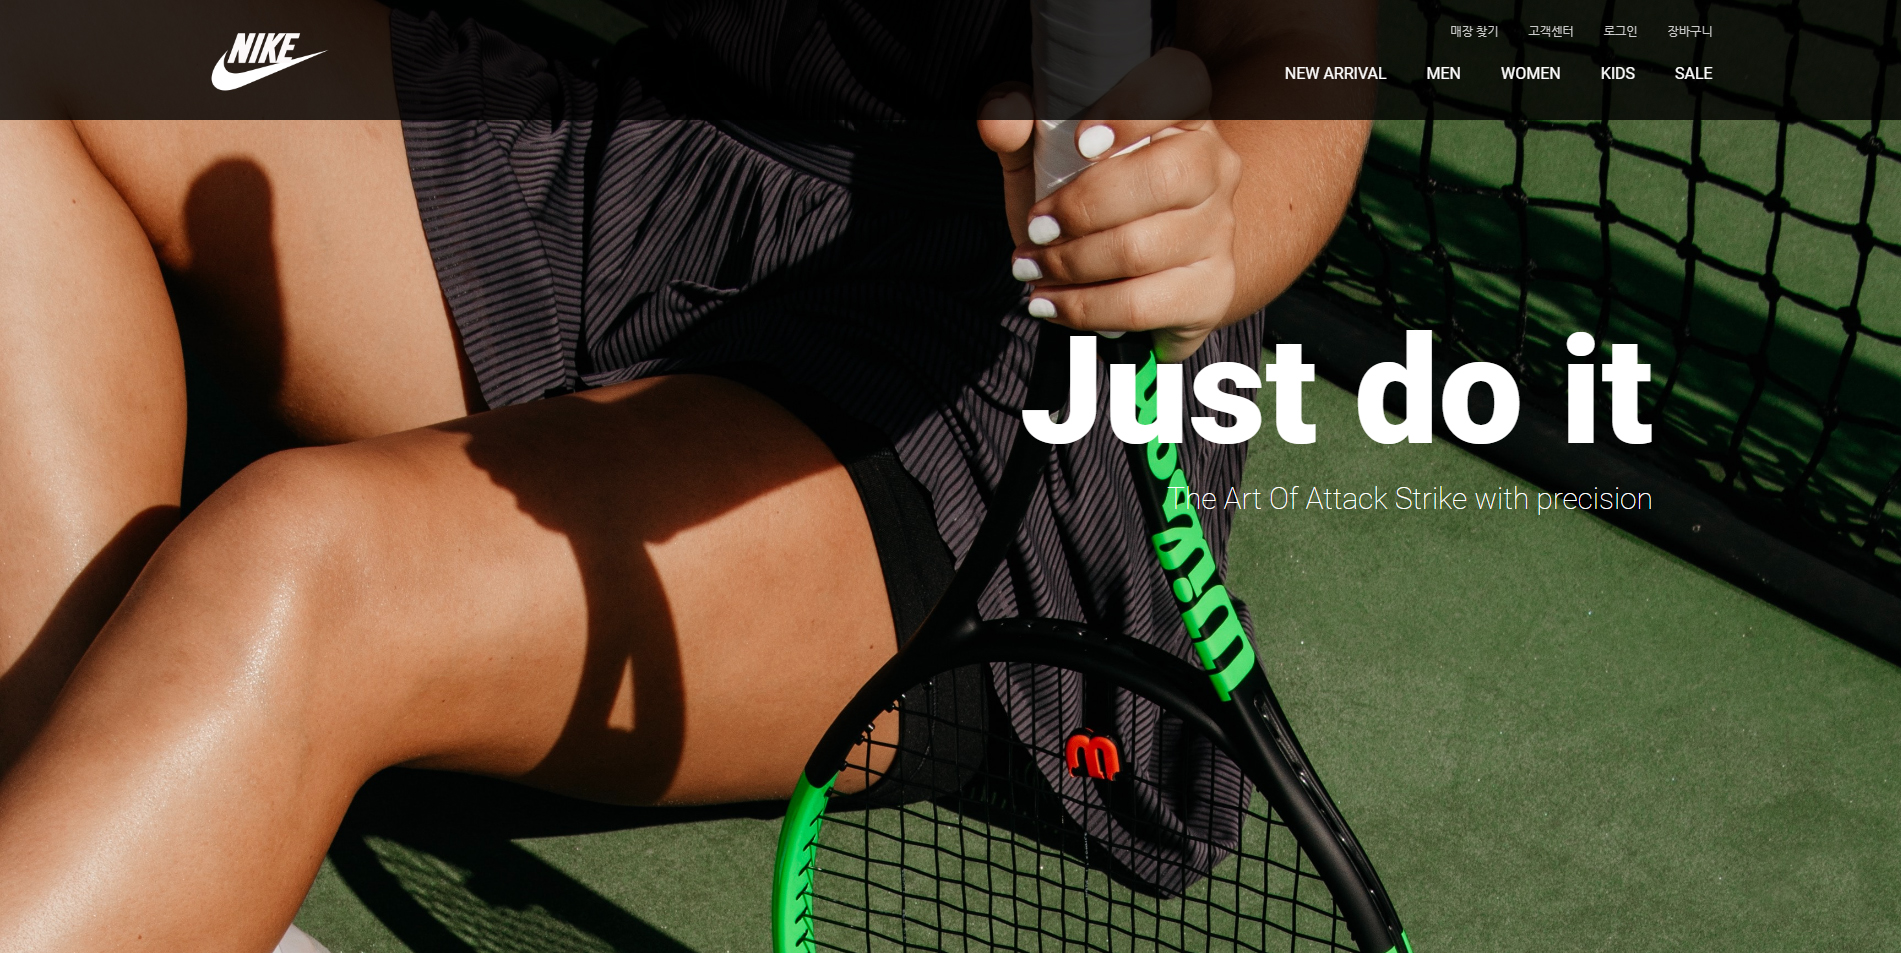 NIKE
매장 찾기 고객센터 로그인 장바구니
NEW ARRIVAL MEN WOMEN KIDS SALE
Just do it
The Art Of Attack Strike with precision